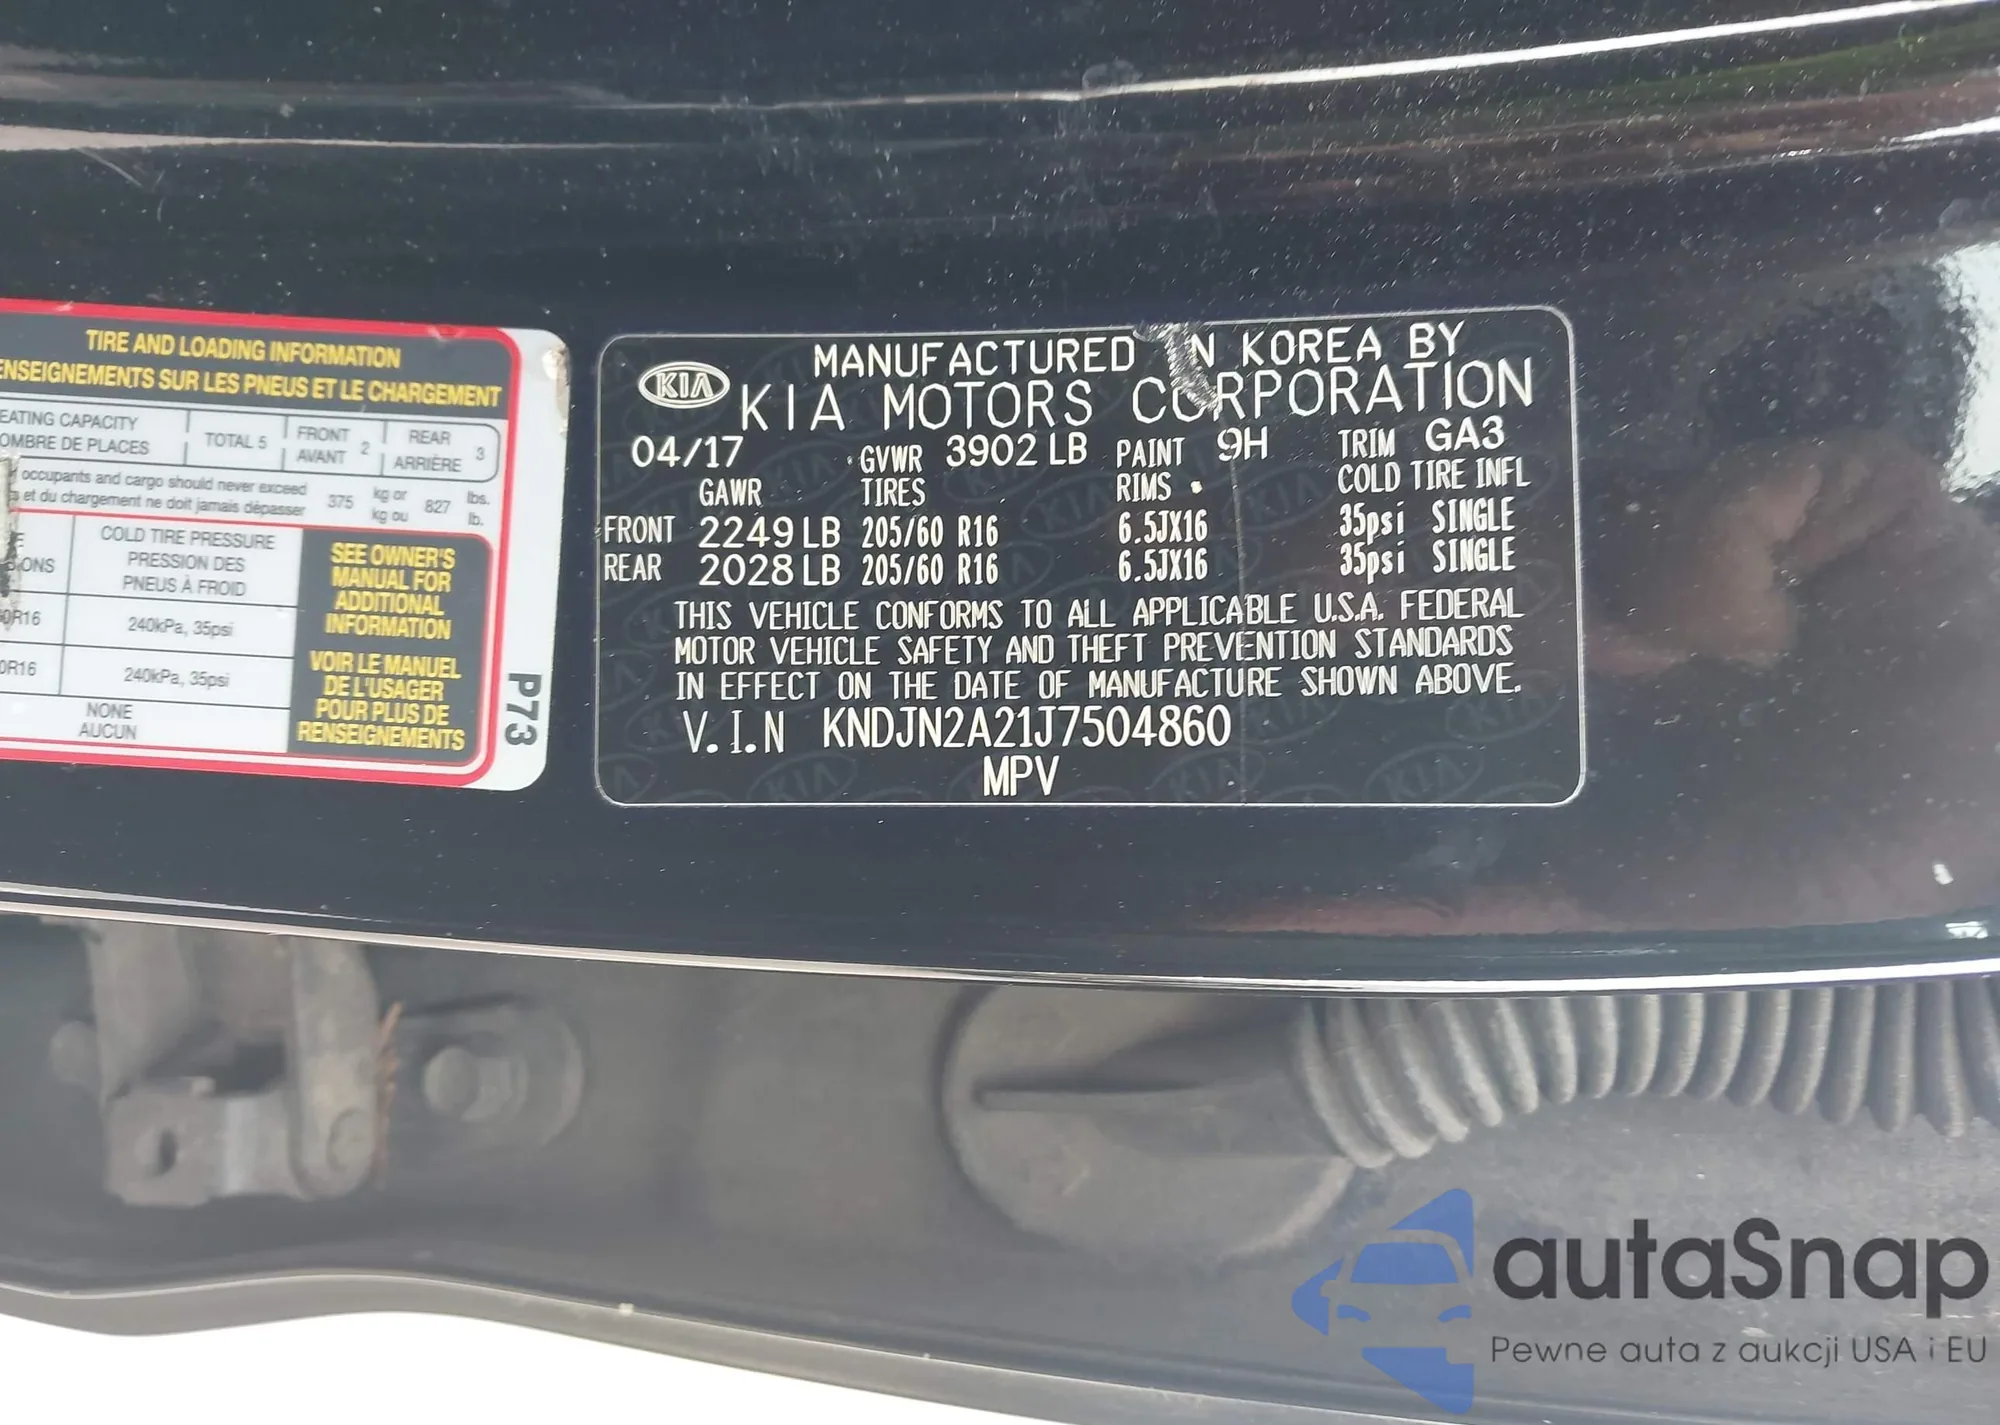 TIRE AND LOADING INFORMATION
ENSEIGNEMENTS SUR LES PNEUS ET LE CHARGEMENT
EATING CAPACITY
OMBRE DE PLACES
TOTAL 5
FRONT
AVANT
2
REAR
ARRIÈRE
3
occupants and cargo should never exceed
et du chargement ne doit jamais dépasser
375
kg or
kg ou
827
lbs.
lb.
COLD TIRE PRESSURE
PRESSION DES
PNEUS À FROID
0R16
240kPa, 35psi
0R16
240kPa, 35psi
NONE
AUCUN
SEE OWNER'S
MANUAL FOR
ADDITIONAL
INFORMATION
VOIR LE MANUEL
DE L'USAGER
POUR PLUS DE
RENSEIGNEMENTS
P73
KIA
MANUFACTURED IN KOREA BY
KIA MOTORS CORPORATION
04/17 GVWR 3902 LB PAINT 9H TRIM GA3
GAWR TIRES RIMS COLD TIRE INFL
FRONT 2249 LB 205/60 R16 6.5JX16 35psi SINGLE
REAR 2028 LB 205/60 R16 6.5JX16 35psi SINGLE
THIS VEHICLE CONFORMS TO ALL APPLICABLE U.S.A. FEDERAL
MOTOR VEHICLE SAFETY AND THEFT PREVENTION STANDARDS
IN EFFECT ON THE DATE OF MANUFACTURE SHOWN ABOVE.
V.I.N KNDJN2A21J7504860
MPV
autaSnap
Pewne auta z aukcji USA i EU